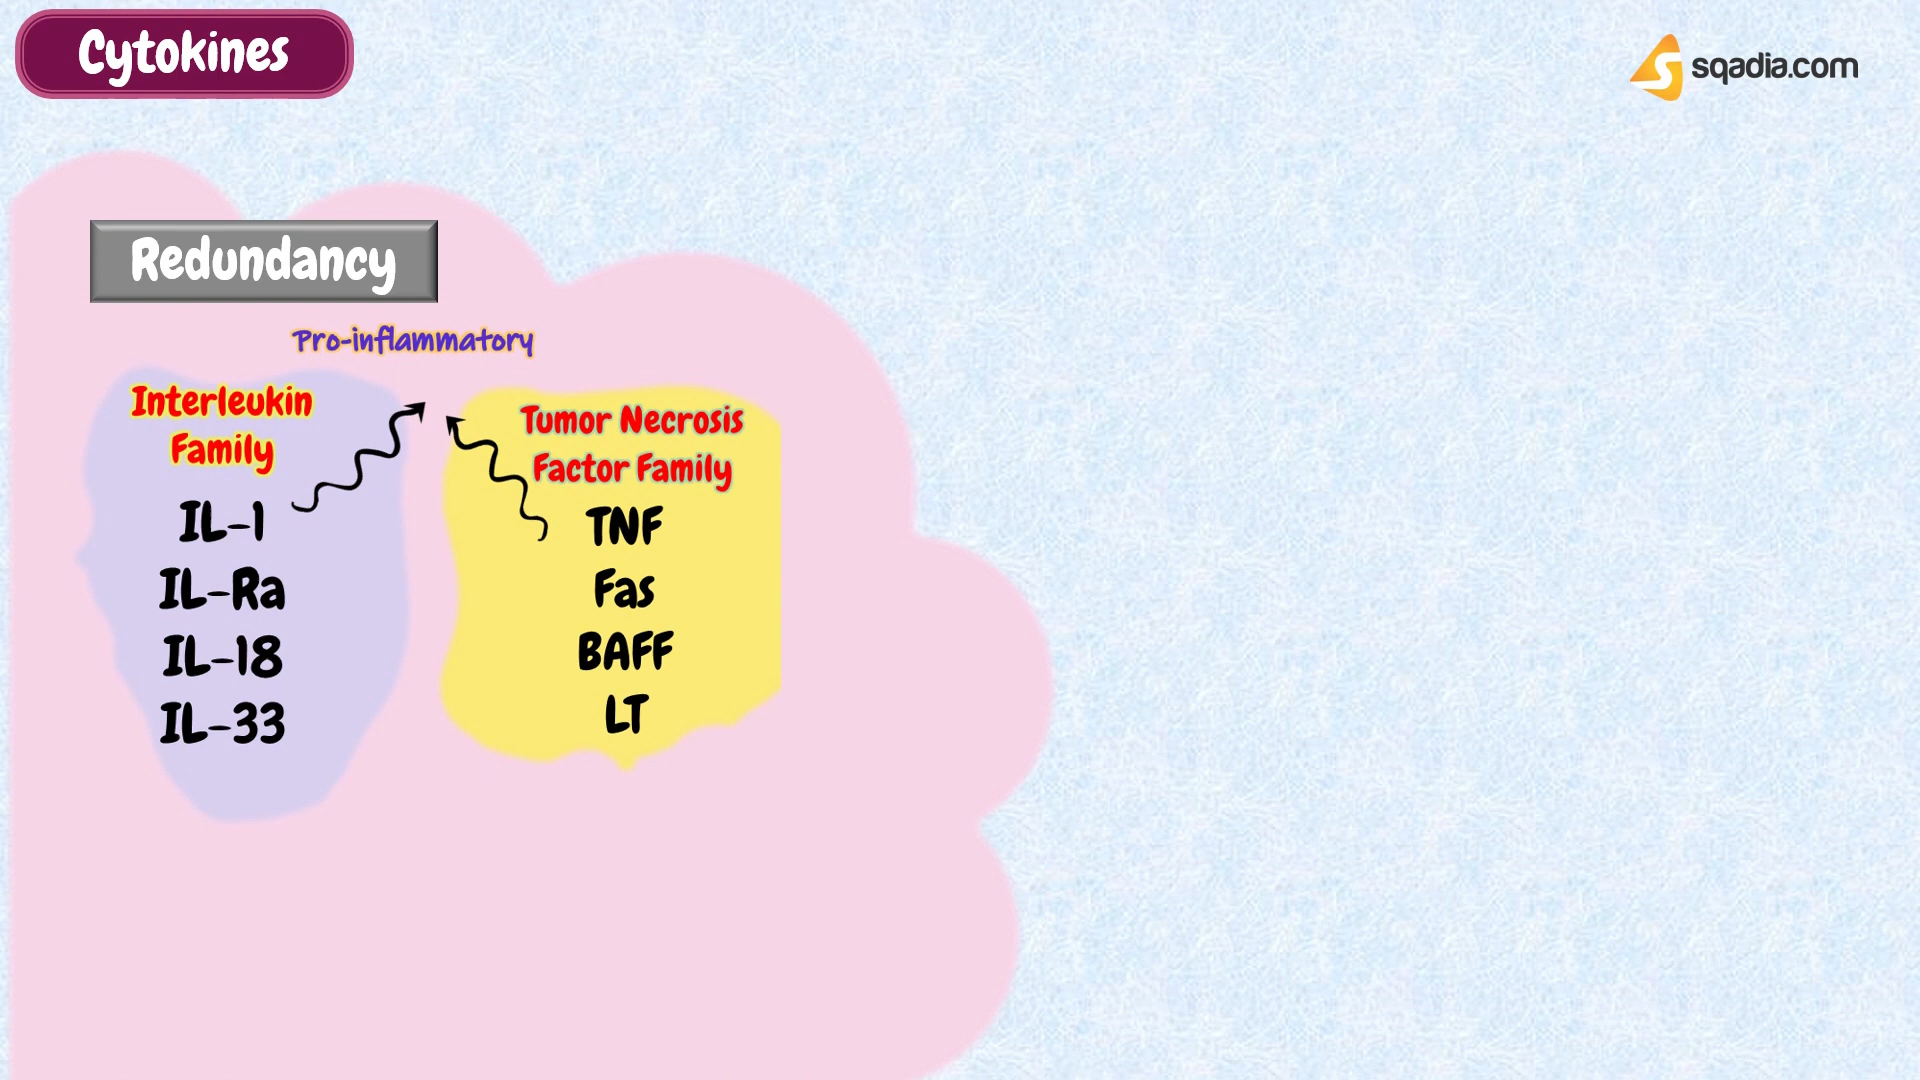 Cytokines
sqadia.com
Redundancy
Pro-inflammatory
Interleukin
Family
IL-1
IL-Ra
IL-18
IL-33
Tumor Necrosis
Factor Family
TNF
Fas
BAFF
LT